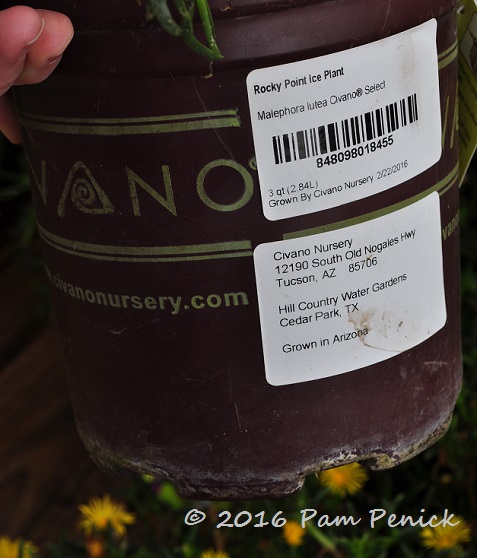 Rocky Point Ice Plant
Malephora lutea Civano® Select
848098018455
3 qt (2.84L)
Grown By Civano Nursery 2/22/2016
VANO
Civano Nursery
12190 South Old Nogales Hwy
Tucson, AZ 85706
Hill Country Water Gardens
Cedar Park, TX
Grown in Arizona
.civanonursery.com
© 2016 Pam Penick